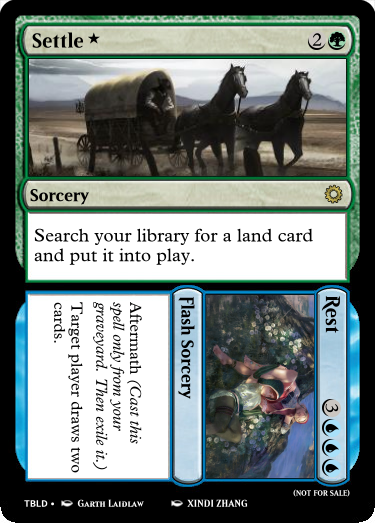 Settle ★ 2
Sorcery
Search your library for a land card
and put it into play.
Rest 3
Flash Sorcery
Aftermath (Cast this
spell only from your
graveyard. Then exile it.)
Target player draws two
cards.
(NOT FOR SALE)
TBLD • Garth Laidlaw XINDI ZHANG